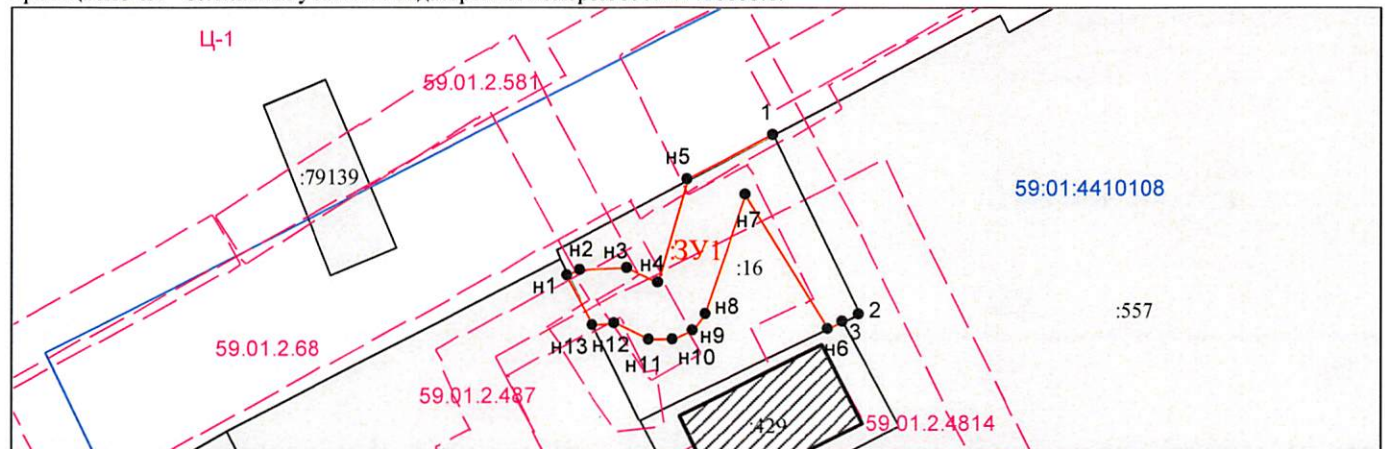 Ц-1
59.01.2.581
1
н5
:79139
59:01:4410108
н7
н2
н3
:ЗУ1
н4
:16
н1
н8
2
:557
3
н9
н6
н13
н12
н10
н11
59.01.2.68
59.01.2.487
:429
59.01.2.4814